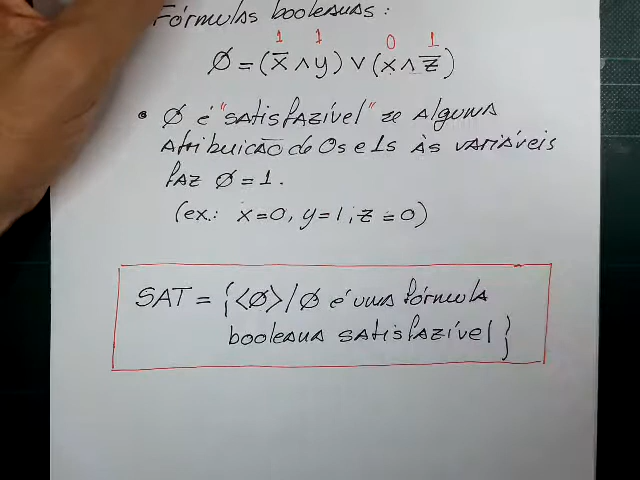 Fórmulas booleanas:
1 1 0 1
Ø = (x̅ ∧ y) ∨ (x ∧ z̅)
• Ø é "satisfazível" se alguma
atribuição de 0s e 1s às variáveis
faz Ø = 1.
(ex.: x = 0, y = 1, z = 0)
SAT = {<Ø> / Ø é uma fórmula
booleana satisfazível}